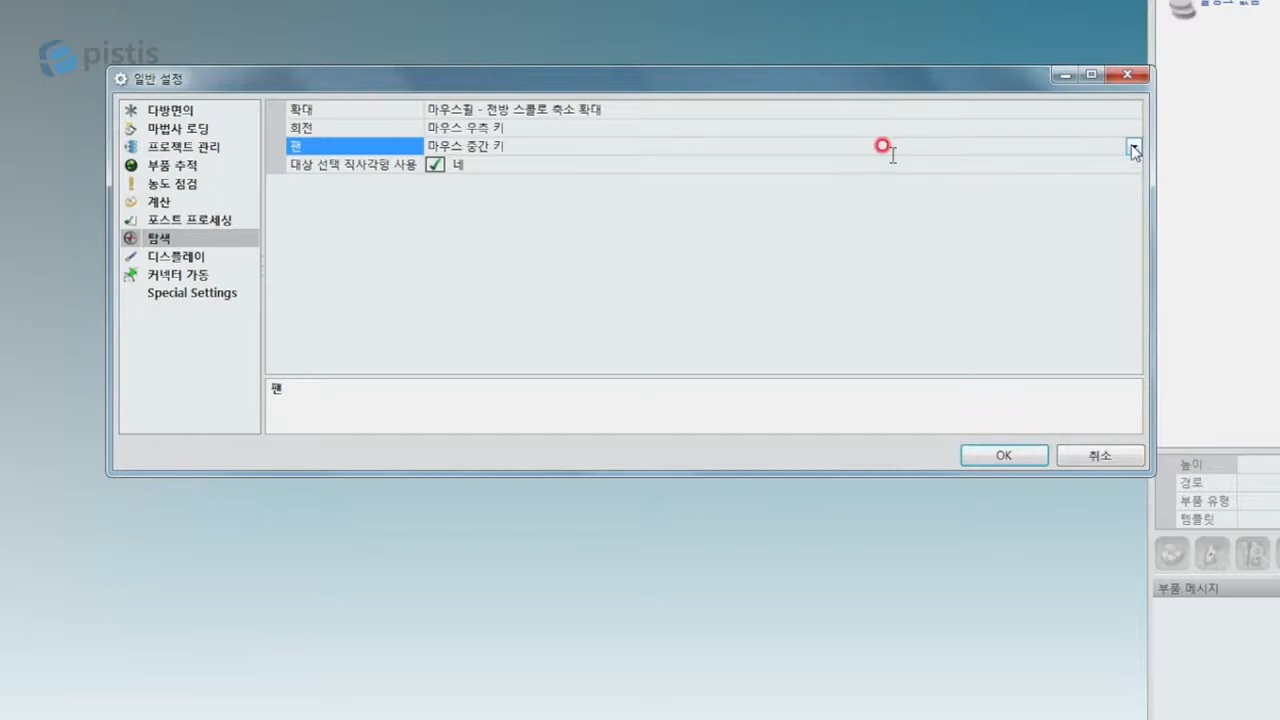 pistis
일반 설정
다방면의
마법사 로딩
프로젝트 관리
부품 추적
농도 점검
계산
포스트 프로세싱
탐색
디스플레이
커넥터 가동
Special Settings
확대 마우스휠 - 전방 스콜로 축소 확대
회전 마우스 우측 키
팬 마우스 중간 키
대상 선택 직사각형 사용 네
팬
OK 취소
높이
경로
부품 유형
템플릿
부품 메시지